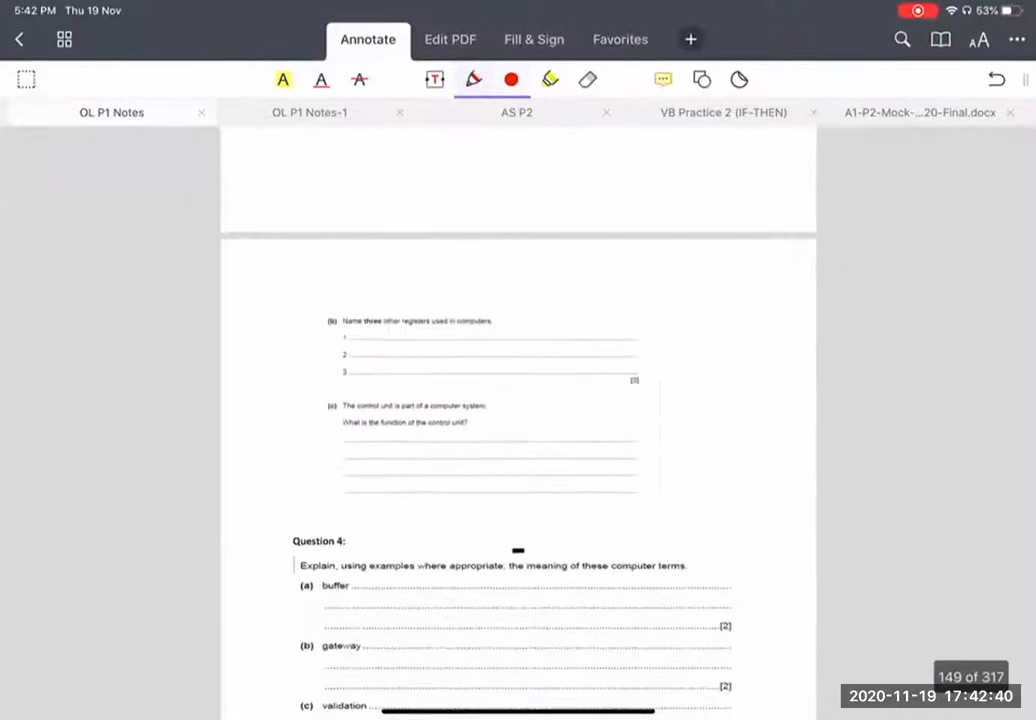 5:42 PM Thu 19 Nov
53%
Annotate Edit PDF Fill & Sign Favorites +
AA
A A A T
OL P1 Notes × OL P1 Notes-1 × AS P2 × VB Practice 2 (IF-THEN) × A1-P2-Mock-...20-Final.docx ×
(b) Name three other registers used in computers.
1
2
3
[3]
(c) The control unit is part of a computer system.
What is the function of the control unit?
Question 4:
Explain, using examples where appropriate, the meaning of these computer terms.
(a) buffer
[2]
(b) gateway
[2]
(c) validation
149 of 317
2020-11-19 17:42:40